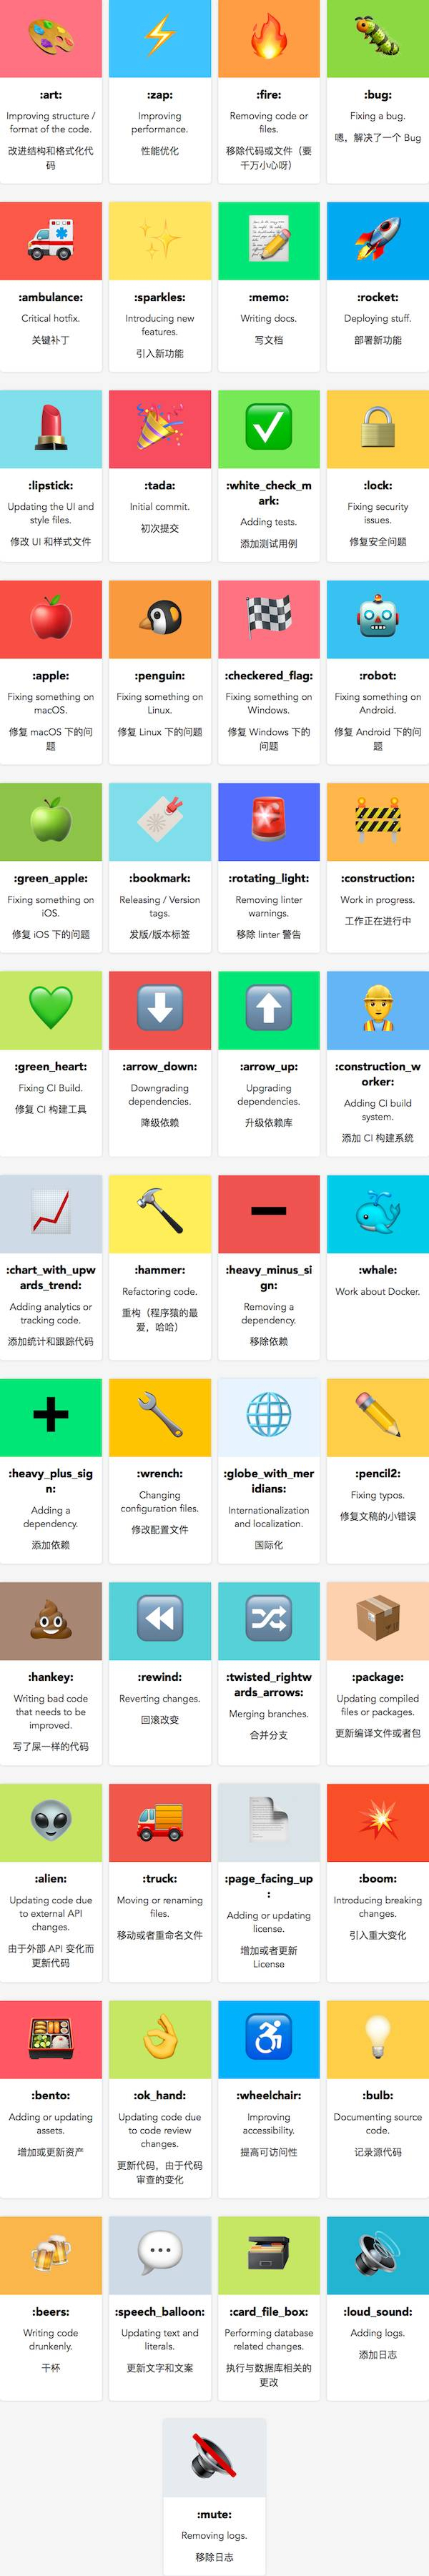 :art:
Improving structure /
format of the code.
改进结构和格式化代
码
:zap:
Improving
performance.
性能优化
:fire:
Removing code or
files.
移除代码或文件（要
千万小心呀）
:bug:
Fixing a bug.
嗯，解决了一个 Bug
:ambulance:
Critical hotfix.
关键补丁
:sparkles:
Introducing new
features.
引入新功能
:memo:
Writing docs.
写文档
:rocket:
Deploying stuff.
部署新功能
:lipstick:
Updating the UI and
style files.
修改 UI 和样式文件
:tada:
Initial commit.
初次提交
:white_check_m
ark:
Adding tests.
添加测试用例
:lock:
Fixing security
issues.
修复安全问题
:apple:
Fixing something on
macOS.
修复 macOS 下的问
题
:penguin:
Fixing something on
Linux.
修复 Linux 下的问题
:checkered_flag:
Fixing something on
Windows.
修复 Windows 下的
问题
:robot:
Fixing something on
Android.
修复 Android 下的问
题
:green_apple:
Fixing something on
iOS.
修复 iOS 下的问题
:bookmark:
Releasing / Version
tags.
发版/版本标签
:rotating_light:
Removing linter
warnings.
移除 linter 警告
:construction:
Work in progress.
工作正在进行中
:green_heart:
Fixing CI Build.
修复 CI 构建工具
:arrow_down:
Downgrading
dependencies.
降级依赖
:arrow_up:
Upgrading
dependencies.
升级依赖库
:construction_w
orker:
Adding CI build
system.
添加 CI 构建系统
:chart_with_upw
ards_trend:
Adding analytics or
tracking code.
添加统计和跟踪代码
:hammer:
Refactoring code.
重构（程序猿的最
爱，哈哈）
:heavy_minus_si
gn:
Removing a
dependency.
移除依赖
:whale:
Work about Docker.
:heavy_plus_sig
n:
Adding a
dependency.
添加依赖
:wrench:
Changing
configuration files.
修改配置文件
:globe_with_mer
idians:
Internationalization
and localization.
国际化
:pencil2:
Fixing typos.
修复文稿的小错误
:hankey:
Writing bad code
that needs to be
improved.
写了屎一样的代码
:rewind:
Reverting changes.
回滚改变
:twisted_rightw
ards_arrows:
Merging branches.
合并分支
:package:
Updating compiled
files or packages.
更新编译文件或者包
:alien:
Updating code due
to external API
changes.
由于外部 API 变化而
更新代码
:truck:
Moving or renaming
files.
移动或者重命名文件
:page_facing_up
:
Adding or updating
license.
增加或者更新
License
:boom:
Introducing breaking
changes.
引入重大变化
:bento:
Adding or updating
assets.
增加或更新资产
:ok_hand:
Updating code due
to code review
changes.
更新代码，由于代码
审查的变化
:wheelchair:
Improving
accessibility.
提高可访问性
:bulb:
Documenting source
code.
记录源代码
:beers:
Writing code
drunkenly.
干杯
:speech_balloon:
Updating text and
literals.
更新文字和文案
:card_file_box:
Performing database
related changes.
执行与数据库相关的
更改
:loud_sound:
Adding logs.
添加日志
:mute:
Removing logs.
移除日志